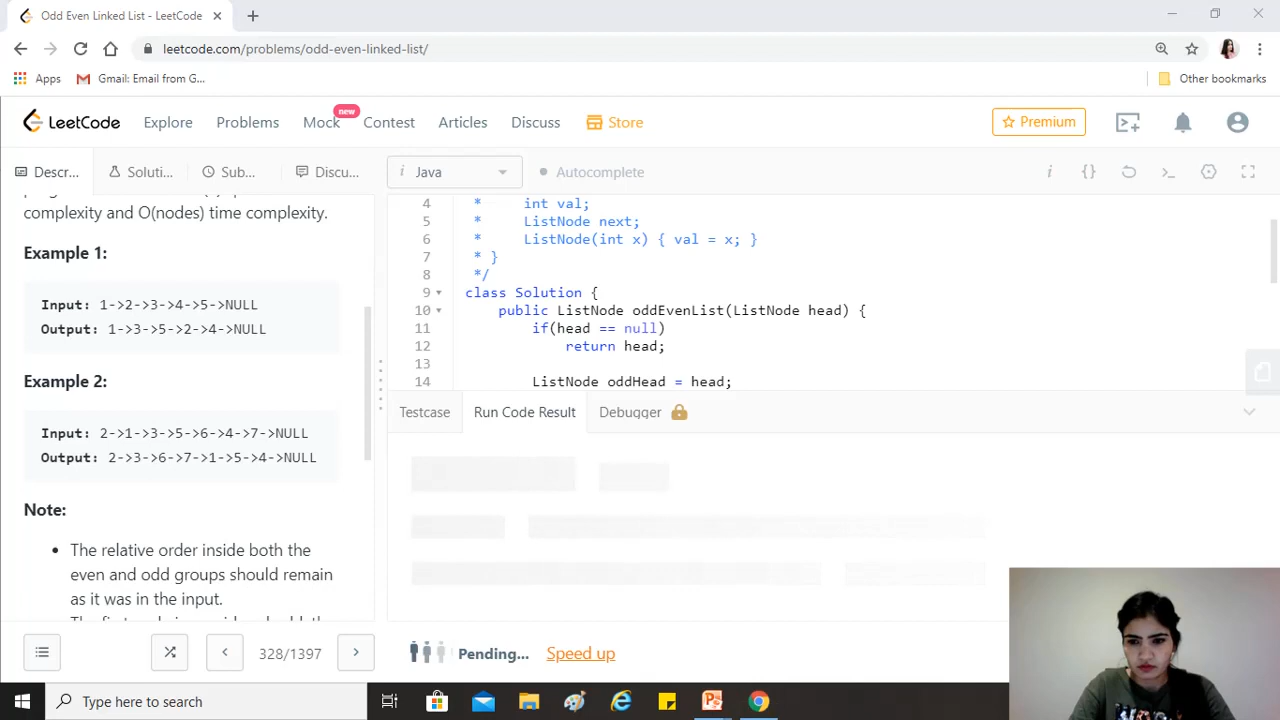 Odd Even Linked List - LeetCode
leetcode.com/problems/odd-even-linked-list/
Apps
Gmail: Email from G...
Other bookmarks
LeetCode
Explore
Problems
Mock
new
Contest
Articles
Discuss
Store
Premium
Descr...
Soluti...
Sub...
Discu...
i Java
Autocomplete
complexity and O(nodes) time complexity.
Example 1:
Input: 1->2->3->4->5->NULL
Output: 1->3->5->2->4->NULL
Example 2:
Input: 2->1->3->5->6->4->7->NULL
Output: 2->3->6->7->1->5->4->NULL
Note:
• The relative order inside both the
even and odd groups should remain
as it was in the input.
328/1397
4 * int val;
5 * ListNode next;
6 * ListNode(int x) { val = x; }
7 * }
8 */
9 class Solution {
10 public ListNode oddEvenList(ListNode head) {
11 if(head == null)
12 return head;
13
14 ListNode oddHead = head;
Testcase
Run Code Result
Debugger
Pending...
Speed up
Type here to search